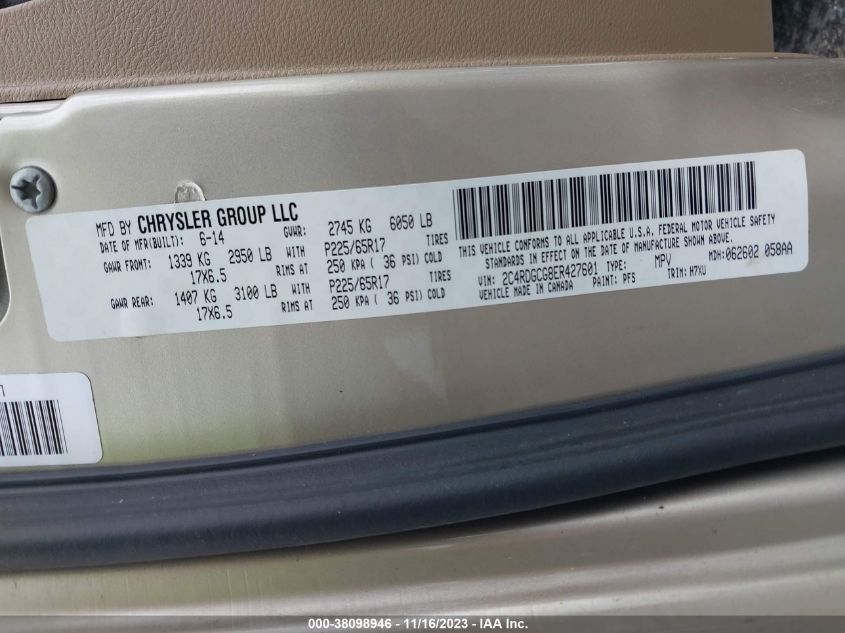 MFD BY CHRYSLER GROUP LLC
DATE OF MFR(BUILT): 6-14 GVWR: 2745 KG 6050 LB
GAWR FRONT: 1339 KG 2950 LB WITH P225/65R17 TIRES
17X6.5 RIMS AT 250 KPA ( 36 PSI) COLD
GAWR REAR: 1407 KG 3100 LB WITH P225/65R17 TIRES
17X6.5 RIMS AT 250 KPA ( 36 PSI) COLD
THIS VEHICLE CONFORMS TO ALL APPLICABLE U.S.A. FEDERAL MOTOR VEHICLE SAFETY
STANDARDS IN EFFECT ON THE DATE OF MANUFACTURE SHOWN ABOVE.
VIN: 2C4RDGCG8ER427601 TYPE: MPV MDH: 062602 058AA
VEHICLE MADE IN CANADA PAINT: PFS TRIM: H7XU
000-38098946 - 11/16/2023 - IAA Inc.